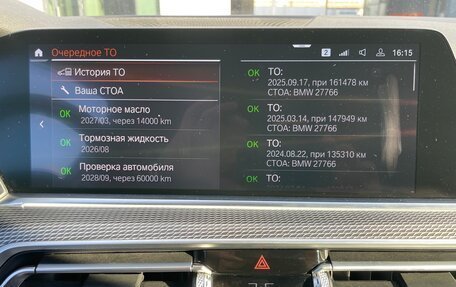 Очередное ТО
2
16:15
История ТО
Ваша СТОА
OK Моторное масло
2027/03, через 14000 km
OK Тормозная жидкость
2026/08
OK Проверка автомобиля
2028/09, через 60000 km
OK ТО:
2025.09.17, при 161478 km
СТОА: BMW 27766
OK ТО:
2025.03.14, при 147949 km
СТОА: BMW 27766
OK ТО:
2024.08.22, при 135310 km
СТОА: BMW 27766
OK ТО: